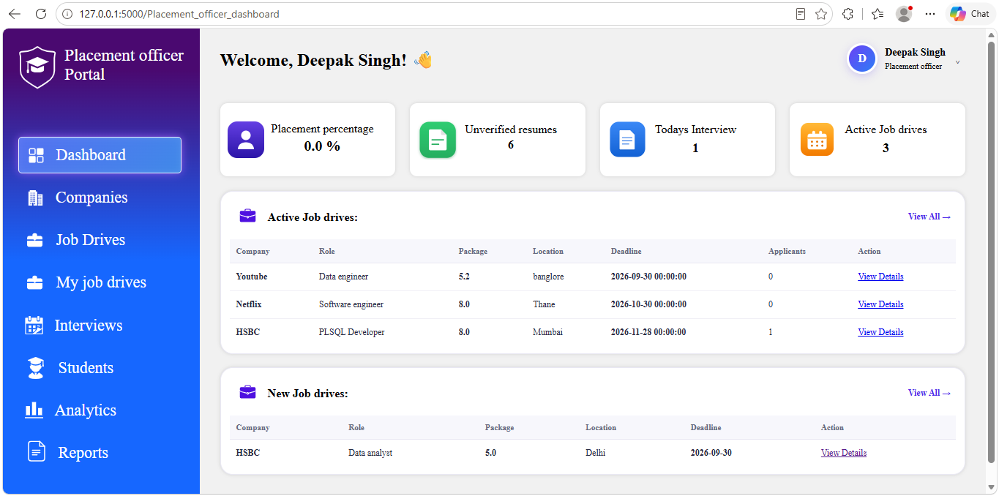 127.0.0.1:5000/Placement_officer_dashboard
Chat
Placement officer
Portal
Dashboard
Companies
Job Drives
My job drives
Interviews
Students
Analytics
Reports
Welcome, Deepak Singh! 👋
D
Deepak Singh
Placement officer
Placement percentage
0.0 %
Unverified resumes
6
Todays Interview
1
Active Job drives
3
Active Job drives:
View All →
Company Role Package Location Deadline Applicants Action
Youtube Data engineer 5.2 banglore 2026-09-30 00:00:00 0 View Details
Netflix Software engineer 8.0 Thane 2026-10-30 00:00:00 0 View Details
HSBC PLSQL Developer 8.0 Mumbai 2026-11-28 00:00:00 1 View Details
New Job drives:
View All →
Company Role Package Location Deadline Action
HSBC Data analyst 5.0 Delhi 2026-09-30 View Details